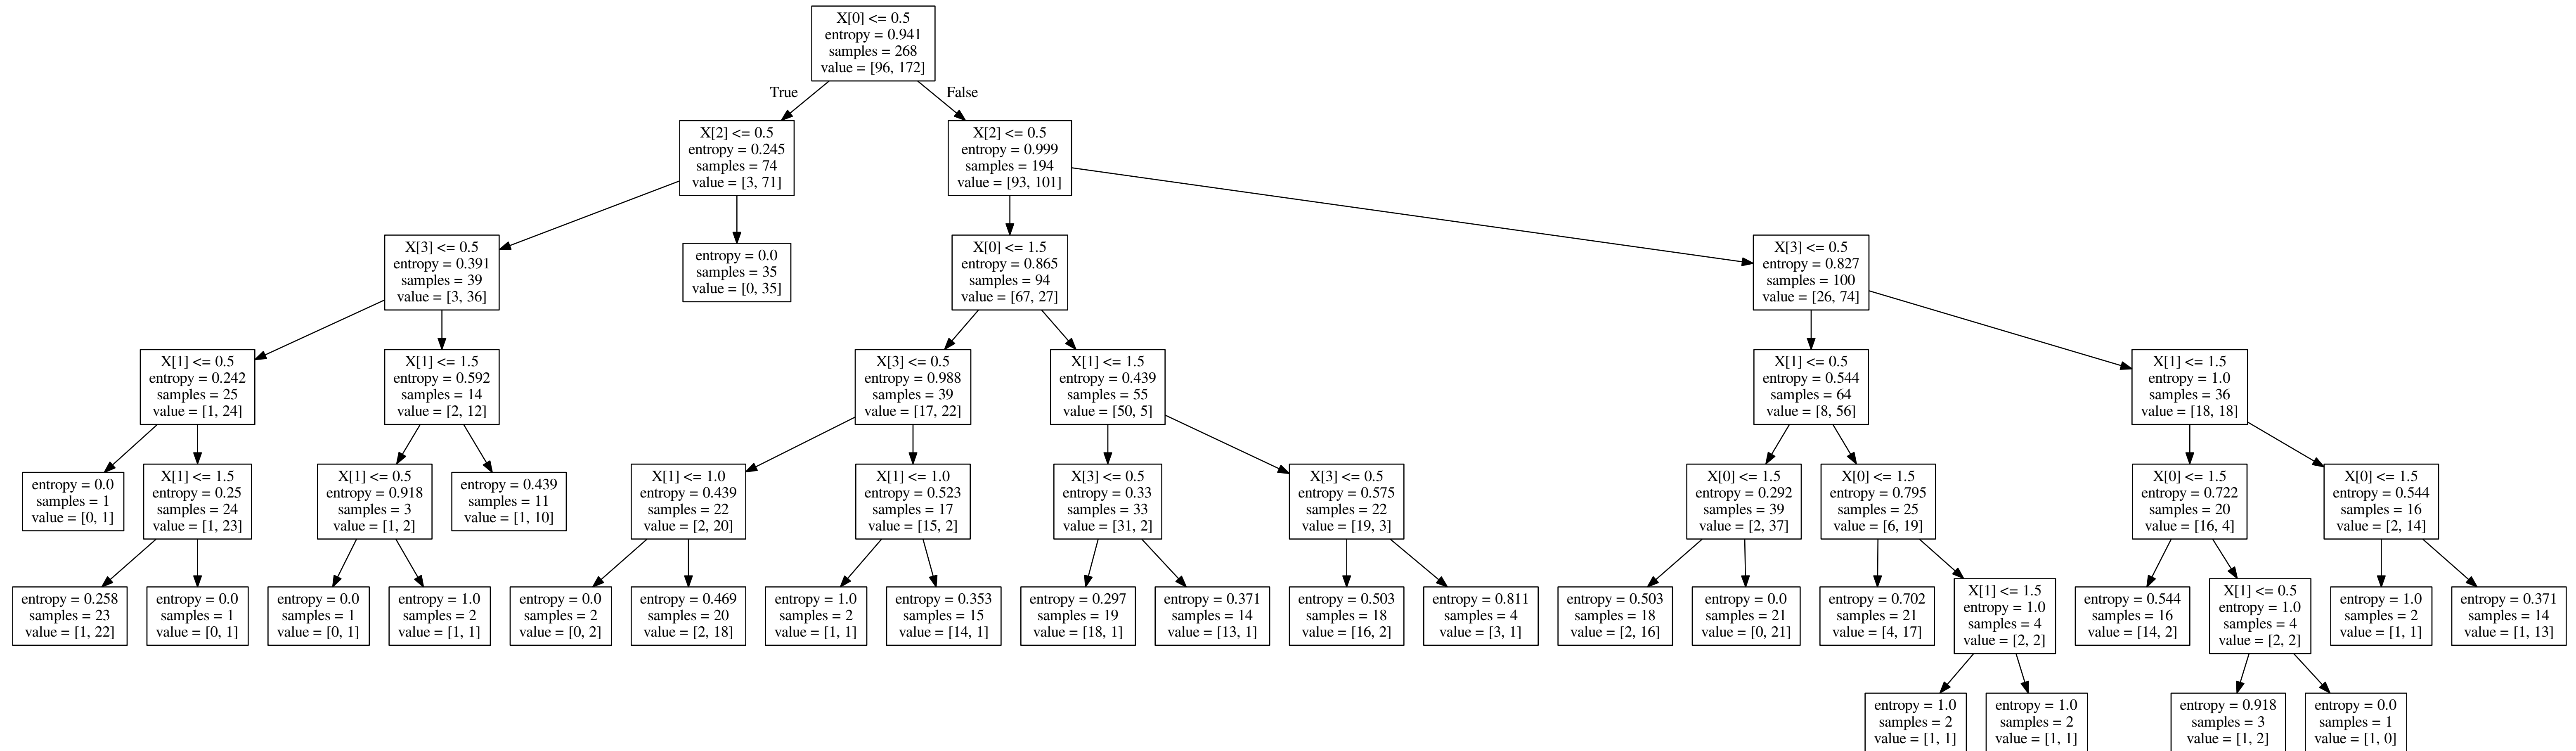 X[0] <= 0.5
entropy = 0.941
samples = 268
value = [96, 172]
True
False
X[2] <= 0.5
entropy = 0.245
samples = 74
value = [3, 71]
X[2] <= 0.5
entropy = 0.999
samples = 194
value = [93, 101]
X[3] <= 0.5
entropy = 0.391
samples = 39
value = [3, 36]
entropy = 0.0
samples = 35
value = [0, 35]
X[0] <= 1.5
entropy = 0.865
samples = 94
value = [67, 27]
X[3] <= 0.5
entropy = 0.827
samples = 100
value = [26, 74]
X[1] <= 0.5
entropy = 0.242
samples = 25
value = [1, 24]
X[1] <= 1.5
entropy = 0.592
samples = 14
value = [2, 12]
X[3] <= 0.5
entropy = 0.988
samples = 39
value = [17, 22]
X[1] <= 1.5
entropy = 0.439
samples = 55
value = [50, 5]
X[1] <= 0.5
entropy = 0.544
samples = 64
value = [8, 56]
X[1] <= 1.5
entropy = 1.0
samples = 36
value = [18, 18]
entropy = 0.0
samples = 1
value = [0, 1]
X[1] <= 1.5
entropy = 0.25
samples = 24
value = [1, 23]
X[1] <= 0.5
entropy = 0.918
samples = 3
value = [1, 2]
entropy = 0.439
samples = 11
value = [1, 10]
X[1] <= 1.0
entropy = 0.439
samples = 22
value = [2, 20]
X[1] <= 1.0
entropy = 0.523
samples = 17
value = [15, 2]
X[3] <= 0.5
entropy = 0.33
samples = 33
value = [31, 2]
X[3] <= 0.5
entropy = 0.575
samples = 22
value = [19, 3]
X[0] <= 1.5
entropy = 0.292
samples = 39
value = [2, 37]
X[0] <= 1.5
entropy = 0.795
samples = 25
value = [6, 19]
X[0] <= 1.5
entropy = 0.722
samples = 20
value = [16, 4]
X[0] <= 1.5
entropy = 0.544
samples = 16
value = [2, 14]
entropy = 0.258
samples = 23
value = [1, 22]
entropy = 0.0
samples = 1
value = [0, 1]
entropy = 0.0
samples = 1
value = [0, 1]
entropy = 1.0
samples = 2
value = [1, 1]
entropy = 0.0
samples = 2
value = [0, 2]
entropy = 0.469
samples = 20
value = [2, 18]
entropy = 1.0
samples = 2
value = [1, 1]
entropy = 0.353
samples = 15
value = [14, 1]
entropy = 0.297
samples = 19
value = [18, 1]
entropy = 0.371
samples = 14
value = [13, 1]
entropy = 0.503
samples = 18
value = [16, 2]
entropy = 0.811
samples = 4
value = [3, 1]
entropy = 0.503
samples = 18
value = [2, 16]
entropy = 0.0
samples = 21
value = [0, 21]
entropy = 0.702
samples = 21
value = [4, 17]
X[1] <= 1.5
entropy = 1.0
samples = 4
value = [2, 2]
entropy = 0.544
samples = 16
value = [14, 2]
X[1] <= 0.5
entropy = 1.0
samples = 4
value = [2, 2]
entropy = 1.0
samples = 2
value = [1, 1]
entropy = 0.371
samples = 14
value = [1, 13]
entropy = 1.0
samples = 2
value = [1, 1]
entropy = 1.0
samples = 2
value = [1, 1]
entropy = 0.918
samples = 3
value = [1, 2]
entropy = 0.0
samples = 1
value = [1, 0]